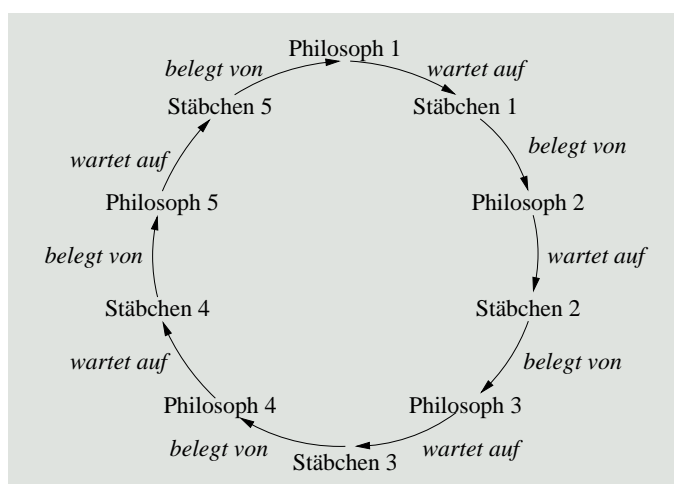 Philosoph 1
belegt von
wartet auf
Stäbchen 5
Stäbchen 1
belegt von
wartet auf
Philosoph 5
Philosoph 2
belegt von
wartet auf
Stäbchen 4
Stäbchen 2
wartet auf
belegt von
Philosoph 4
Philosoph 3
belegt von
wartet auf
Stäbchen 3